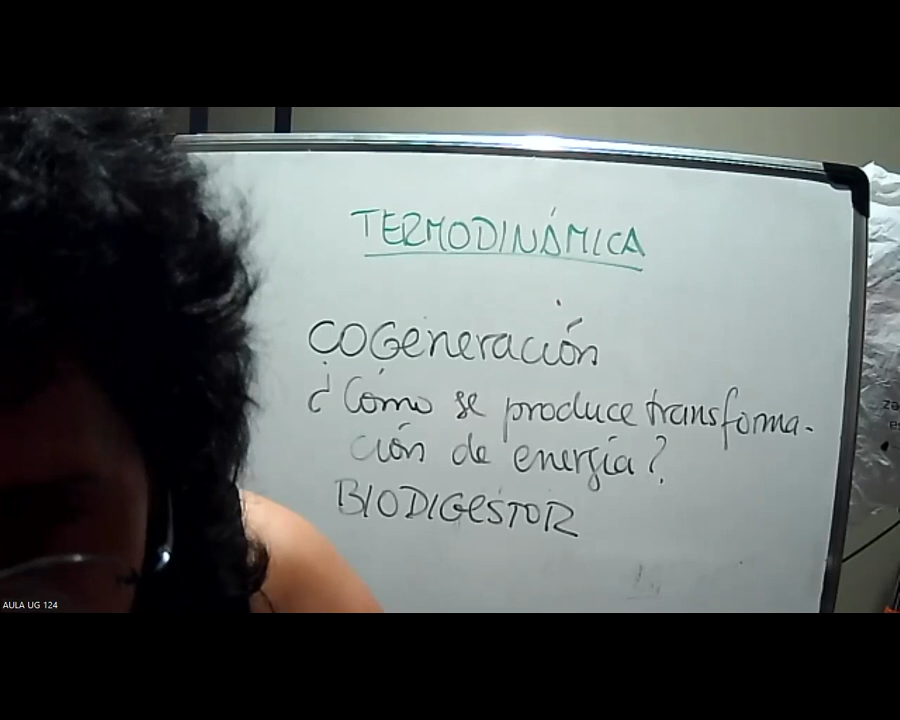 TERMODINÁMICA
COGeneración
¿Cómo se produce transforma-
ción de energía?
BIODIGESTOR
AULA UG 124